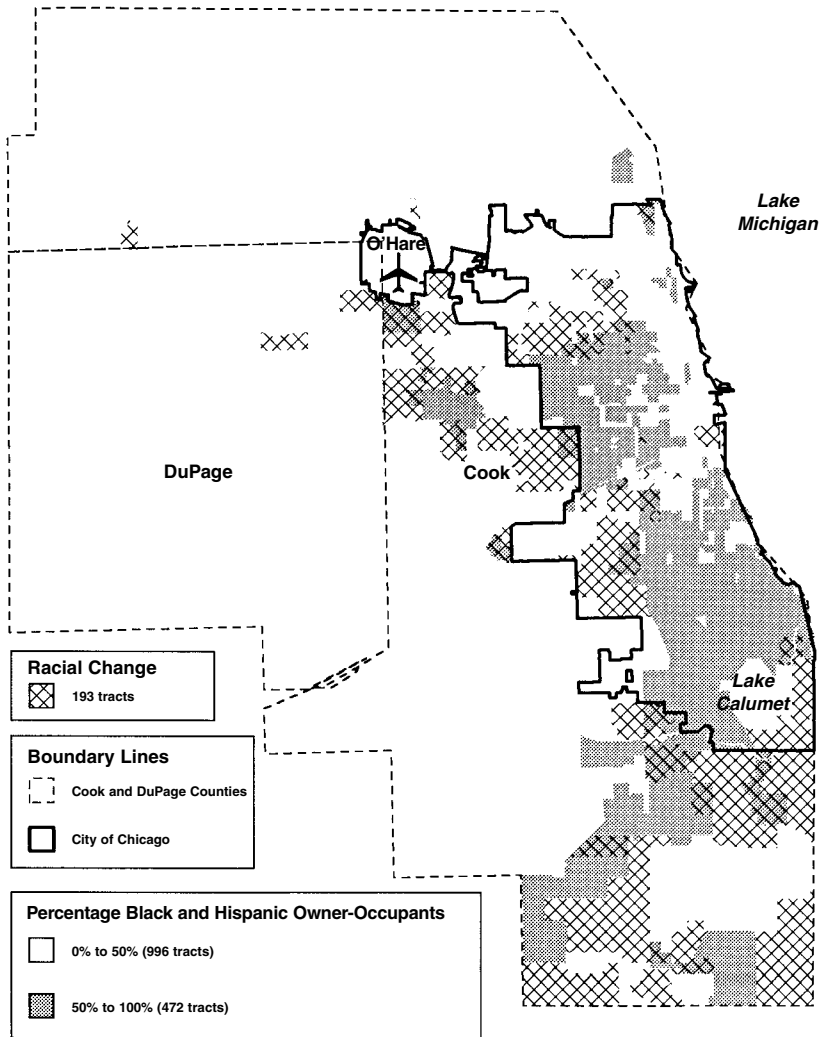 Lake
Michigan
O'Hare
DuPage
Cook
Lake
Calumet
Racial Change
193 tracts
Boundary Lines
Cook and DuPage Counties
City of Chicago
Percentage Black and Hispanic Owner-Occupants
0% to 50% (996 tracts)
50% to 100% (472 tracts)